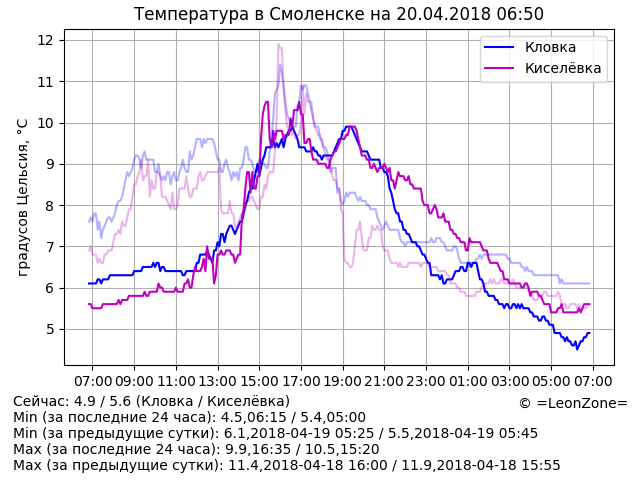 Температура в Смоленске на 20.04.2018 06:50
градусов Цельсия, °C
12
11
10
9
8
7
6
5
Кловка
Киселёвка
07:00 09:00 11:00 13:00 15:00 17:00 19:00 21:00 23:00 01:00 03:00 05:00 07:00
Сейчас: 4.9 / 5.6 (Кловка / Киселёвка)
© =LeonZone=
Min (за последние 24 часа): 4.5,06:15 / 5.4,05:00
Min (за предыдущие сутки): 6.1,2018-04-19 05:25 / 5.5,2018-04-19 05:45
Max (за последние 24 часа): 9.9,16:35 / 10.5,15:20
Max (за предыдущие сутки): 11.4,2018-04-18 16:00 / 11.9,2018-04-18 15:55